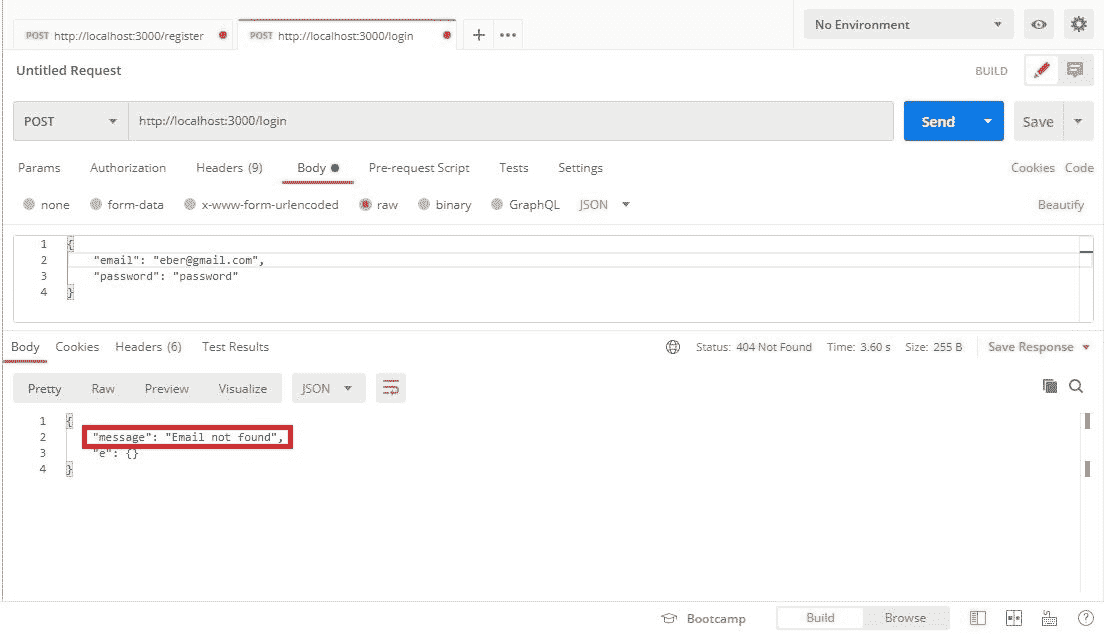 POST http://localhost:3000/register POST http://localhost:3000/login + ••• No Environment
Untitled Request BUILD
POST http://localhost:3000/login Send Save
Params Authorization Headers (9) Body Pre-request Script Tests Settings Cookies Code
none form-data x-www-form-urlencoded raw binary GraphQL JSON Beautify
1 {
2 "email": "eber@gmail.com",
3 "password": "password"
4 }
Body Cookies Headers (6) Test Results Status: 404 Not Found Time: 3.60 s Size: 255 B Save Response
Pretty Raw Preview Visualize JSON
1 {
2 "message": "Email not found",
3 "e": {}
4 }
Bootcamp Build Browse ?